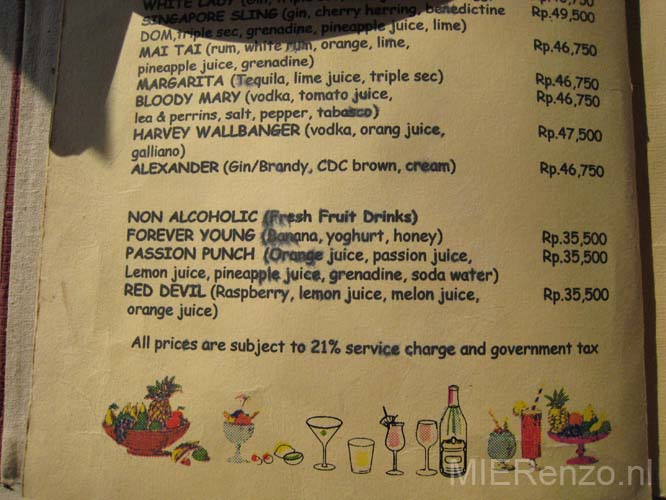 WHITE LADY (Gin, triple
SINGAPORE SLING (gin, cherry herring, benedictine Rp.49,500
DOM, triple sec, grenadine, pineapple juice, lime)
MAI TAI (rum, white rum, orange, lime, Rp.46,750
pineapple juice, grenadine)
MARGARITA (Tequila, lime juice, triple sec) Rp.46,750
BLOODY MARY (vodka, tomato juice, Rp.46,750
lea & perrins, salt, pepper, tabasco)
HARVEY WALLBANGER (vodka, orang juice, Rp.47,500
galliano)
ALEXANDER (Gin/Brandy, CDC brown, cream) Rp.46,750
NON ALCOHOLIC (Fresh Fruit Drinks)
FOREVER YOUNG (Banana, yoghurt, honey) Rp.35,500
PASSION PUNCH (Orange juice, passion juice, Rp.35,500
Lemon juice, pineapple juice, grenadine, soda water)
RED DEVIL (Raspberry, lemon juice, melon juice, Rp.35,500
orange juice)
All prices are subject to 21% service charge and government tax
MIERenzo.nl